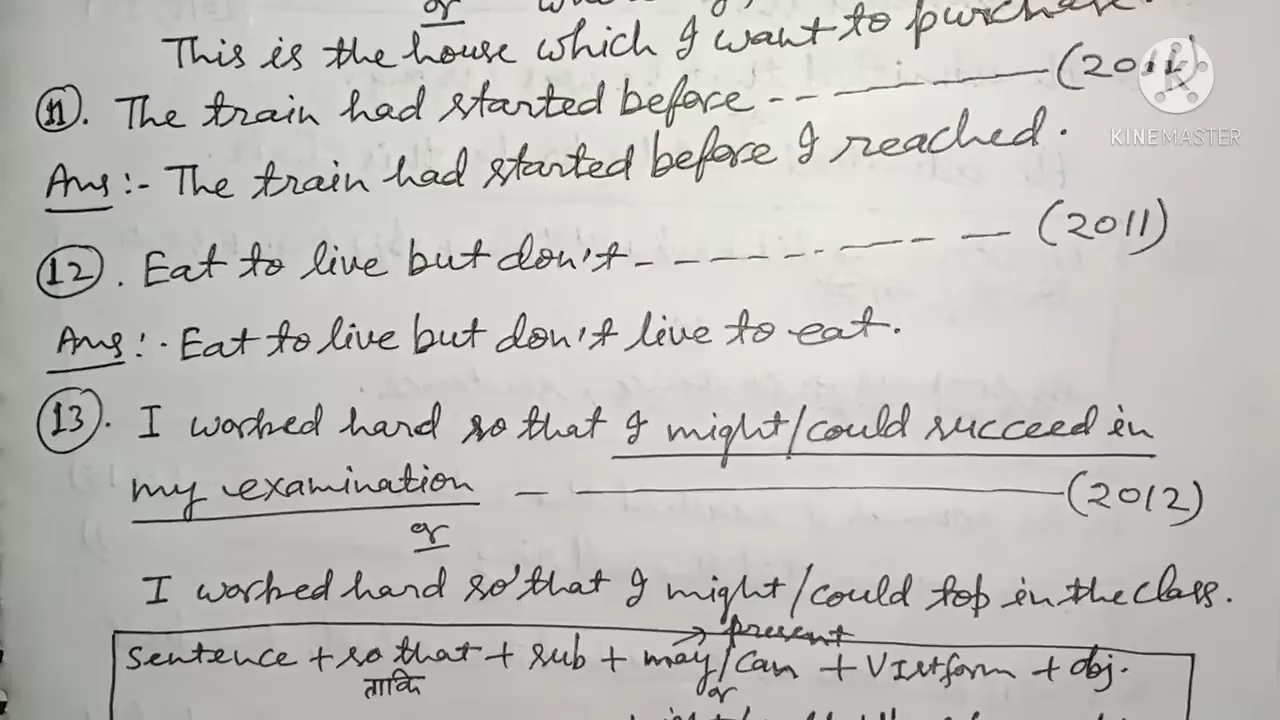 or
This is the house which I want to purchase.
(11). The train had started before -- — — — (2011)
KINEMASTER
Ans :- The train had started before I reached.
(12). Eat to live but don't - - - - - - - — - - — (2011)
Ans :- Eat to live but don't live to eat.
(13). I worked hard so that I might/could succeed in
my examination — ———— (2012)
or
I worked hard so that I might/could top in the class.
→ present
Sentence + so that + sub + may/can + V Ist form + obj.
ताकि or